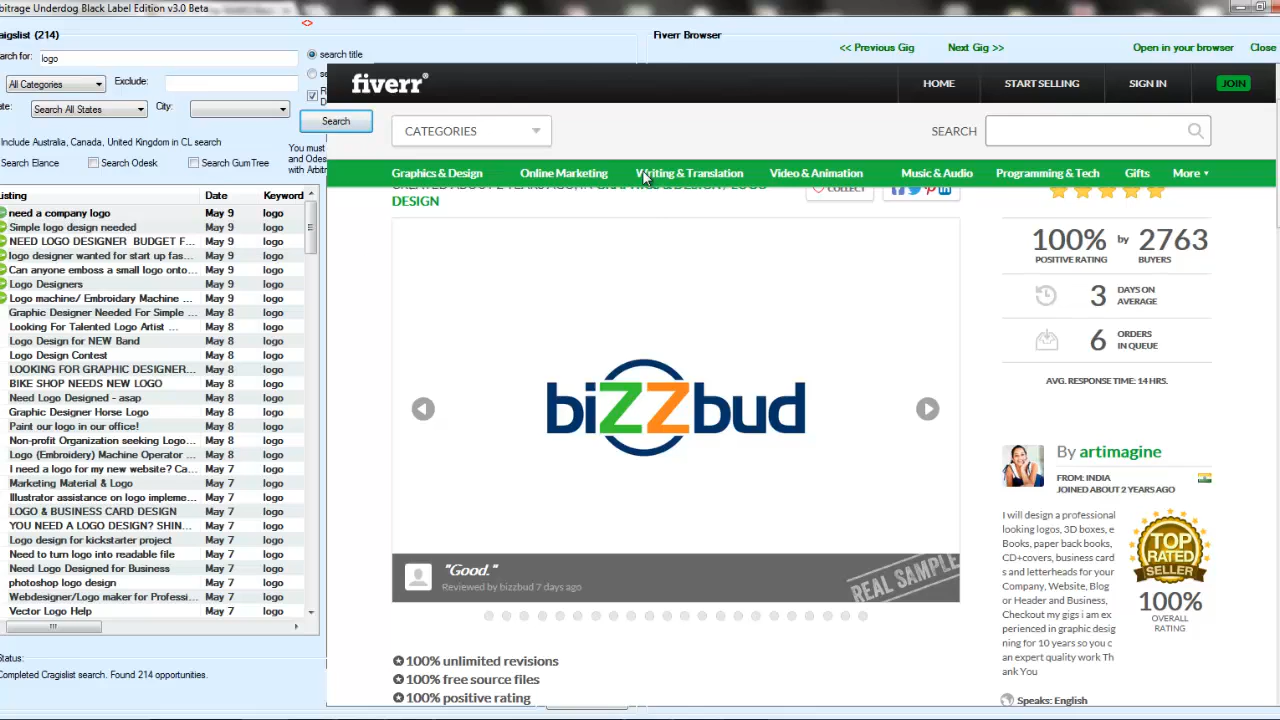 bitrage Underdog Black Label Edition v3.0 Beta
aigslist (214)
Fiverr Browser
<< Previous Gig
Next Gig >>
Open in your browser
Close
arch for:
logo
search title
se
All Categories
Exclude:
R
D
ate:
Search All States
City:
Search
Include Australia, Canada, United Kingdom in CL search
You must
and Odes
with Arbitr
Search Elance
Search Odesk
Search GumTree
isting
Date
Keyword
need a company logo May 9 logo
Simple logo design needed May 9 logo
NEED LOGO DESIGNER BUDGET F... May 9 logo
logo designer wanted for start up fas... May 9 logo
Can anyone emboss a small logo onto... May 9 logo
Logo Designers May 9 logo
Logo machine/ Embroidary Machine ... May 9 logo
Graphic Designer Needed For Simple ... May 8 logo
Looking For Talented Logo Artist ... May 8 logo
Logo Design for NEW Band May 8 logo
Logo Design Contest May 8 logo
LOOKING FOR GRAPHIC DESIGNER... May 8 logo
BIKE SHOP NEEDS NEW LOGO May 8 logo
Need Logo Designed - asap May 8 logo
Graphic Designer Horse Logo May 8 logo
Paint our logo in our office! May 8 logo
Non-profit Organization seeking Logo... May 8 logo
Logo (Embroidery) Machine Operator ... May 8 logo
I need a logo for my new website? Ca... May 7 logo
Marketing Material & Logo May 7 logo
Illustrator assistance on logo impleme... May 7 logo
LOGO & BUSINESS CARD DESIGN May 7 logo
YOU NEED A LOGO DESIGN? SHIN... May 7 logo
Logo design for kickstarter project May 7 logo
Need to turn logo into readable file May 7 logo
Need Logo Designed for Business May 7 logo
photoshop logo design May 7 logo
Webdesigner/Logo maker for Professi... May 7 logo
Vector Logo Help May 7 logo
Status:
Completed Cragislist search. Found 214 opportunities.
fiverr®
HOME
START SELLING
SIGN IN
JOIN
CATEGORIES
SEARCH
Graphics & Design
Online Marketing
Writing & Translation
Video & Animation
Music & Audio
Programming & Tech
Gifts
More
DESIGN
COLLECT
bizzbud
"Good."
Reviewed by bizzbud 7 days ago
REAL SAMPLE
100% unlimited revisions
100% free source files
100% positive rating
100% by 2763
POSITIVE RATING
BUYERS
3 DAYS ON
AVERAGE
6 ORDERS
IN QUEUE
AVG. RESPONSE TIME: 14 HRS.
By artimagine
FROM: INDIA
JOINED ABOUT 2 YEARS AGO
I will design a professional
looking logos, 3D boxes, e
Books, paper back books,
CD+covers, business card
s and letterheads for your
Company, Website, Blog
or Header and Business,
Checkout my gigs i am ex
perienced in graphic desig
ning for 10 years so you c
an expert quality work Th
ank You
TOP
RATED
SELLER
100%
OVERALL
RATING
Speaks: English